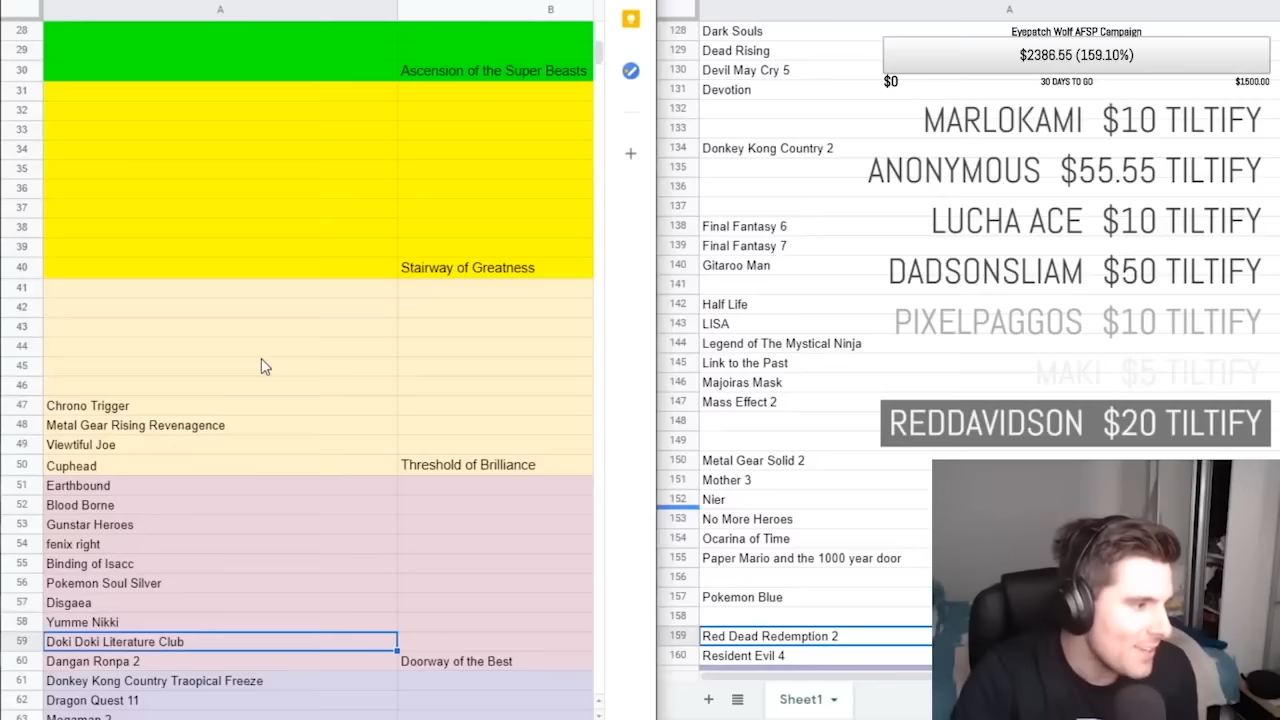 A
B
28
29
30 Ascension of the Super Beasts
31
32
33
34
35
36
37
38
39
40 Stairway of Greatness
41
42
43
44
45
46
47 Chrono Trigger
48 Metal Gear Rising Revenagence
49 Viewtiful Joe
50 Cuphead Threshold of Brilliance
51 Earthbound
52 Blood Borne
53 Gunstar Heroes
54 fenix right
55 Binding of Isacc
56 Pokemon Soul Silver
57 Disgaea
58 Yumme Nikki
59 Doki Doki Literature Club
60 Dangan Ronpa 2 Doorway of the Best
61 Donkey Kong Country Traopical Freeze
62 Dragon Quest 11
63 Megaman 2
A
128 Dark Souls
129 Dead Rising
130 Devil May Cry 5
131 Devotion
132
133
134 Donkey Kong Country 2
135
136
137
138 Final Fantasy 6
139 Final Fantasy 7
140 Gitaroo Man
141
142 Half Life
143 LISA
144 Legend of The Mystical Ninja
145 Link to the Past
146 Majoiras Mask
147 Mass Effect 2
148
149
150 Metal Gear Solid 2
151 Mother 3
152 Nier
153 No More Heroes
154 Ocarina of Time
155 Paper Mario and the 1000 year door
156
157 Pokemon Blue
158
159 Red Dead Redemption 2
160 Resident Evil 4
Sheet1
Eyepatch Wolf AFSP Campaign
$2386.55 (159.10%)
$0 30 DAYS TO GO $1500.00
MARLOKAMI $10 TILTIFY
ANONYMOUS $55.55 TILTIFY
LUCHA ACE $10 TILTIFY
DADSONSLIAM $50 TILTIFY
PIXELPAGGOS $10 TILTIFY
MAKI $5 TILTIFY
REDDAVIDSON $20 TILTIFY